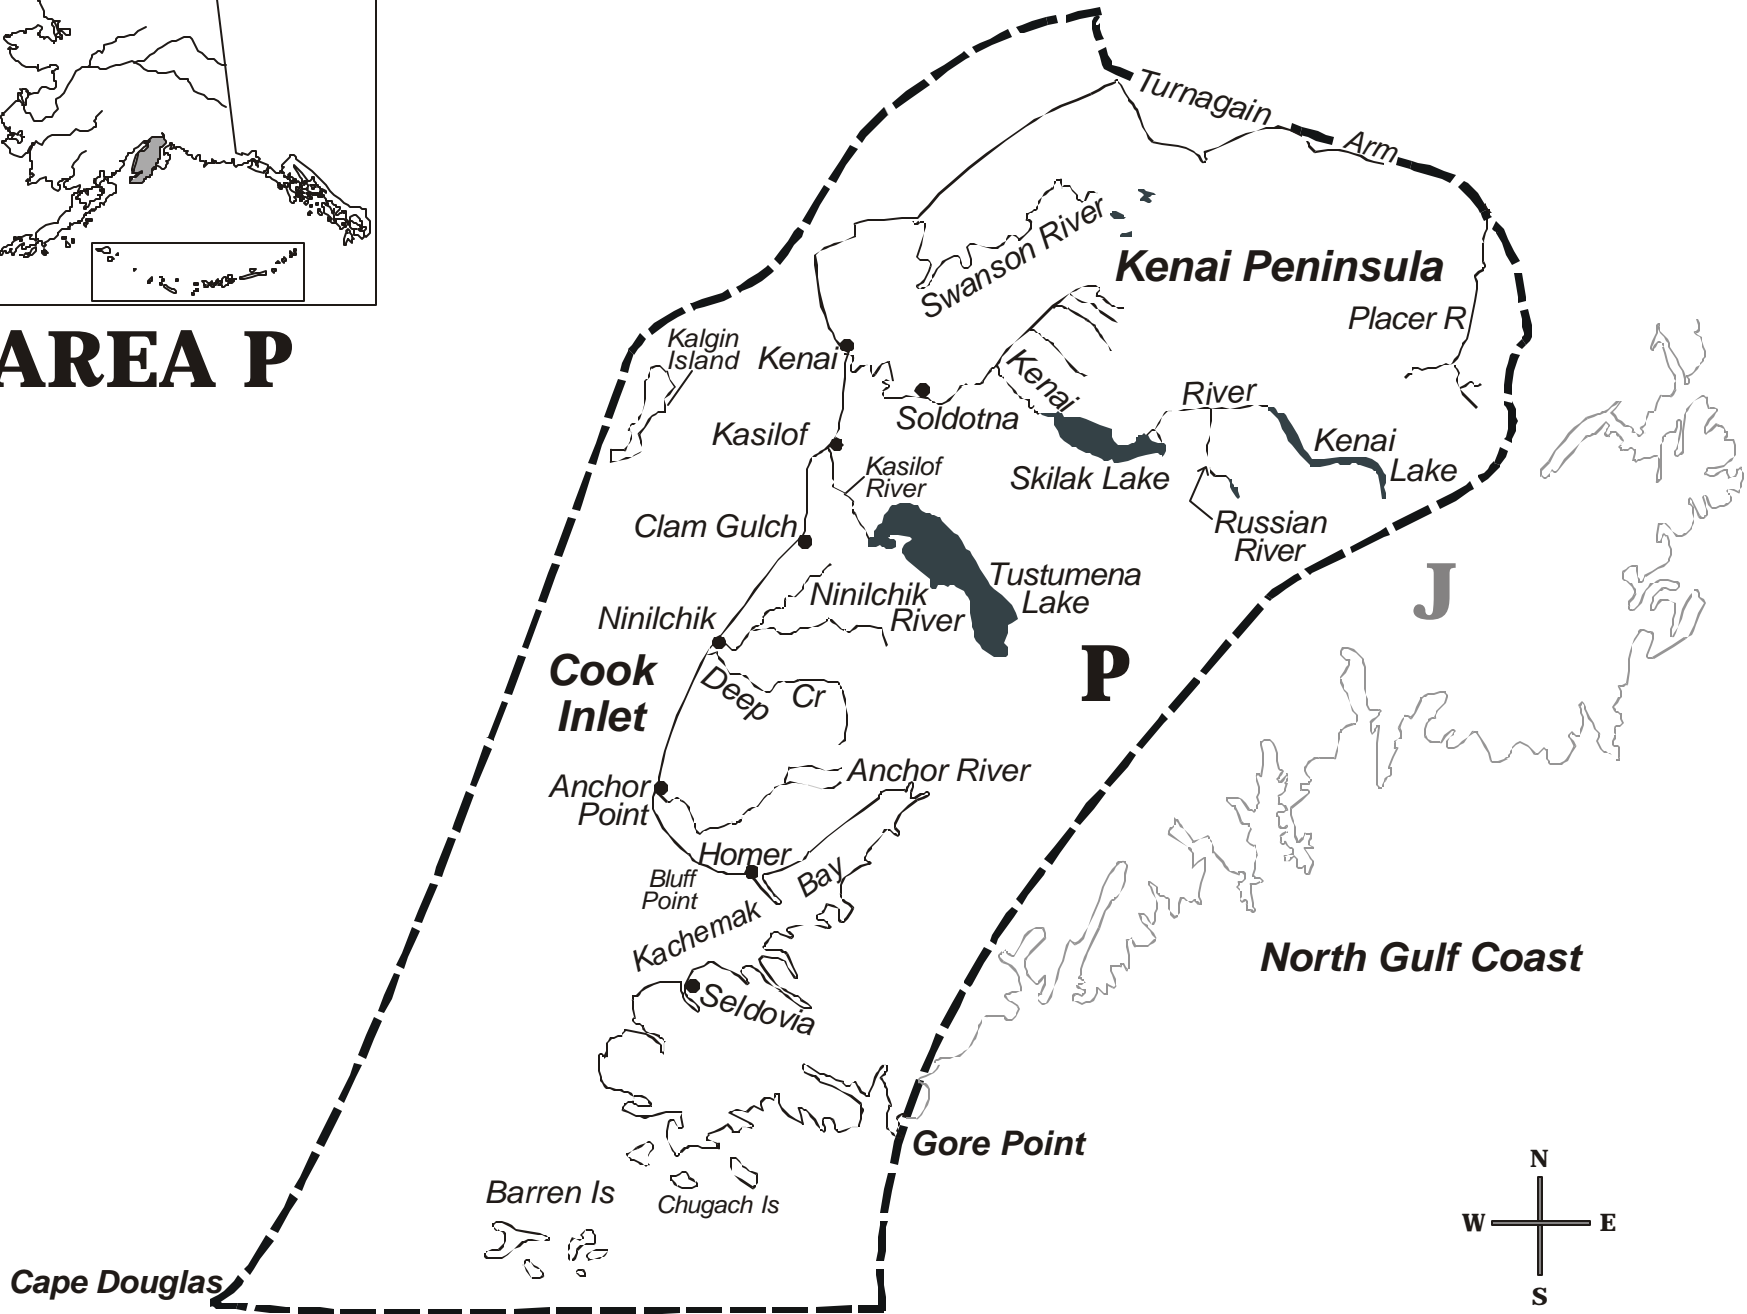 AREA P
Turnagain
Arm
Swanson River
Kenai Peninsula
Placer R
Kalgin
Island
Kenai
Kenai
River
Soldotna
Kasilof
Kasilof
River
Skilak Lake
Kenai
Lake
Russian
River
Clam Gulch
Tustumena
Lake
Ninilchik
River
Ninilchik
Cook
Inlet
Deep
Cr
P
J
Anchor
Point
Anchor River
Homer
Bluff
Point
Kachemak
Bay
Seldovia
North Gulf Coast
Gore Point
Barren Is
Chugach Is
Cape Douglas
N
W
E
S